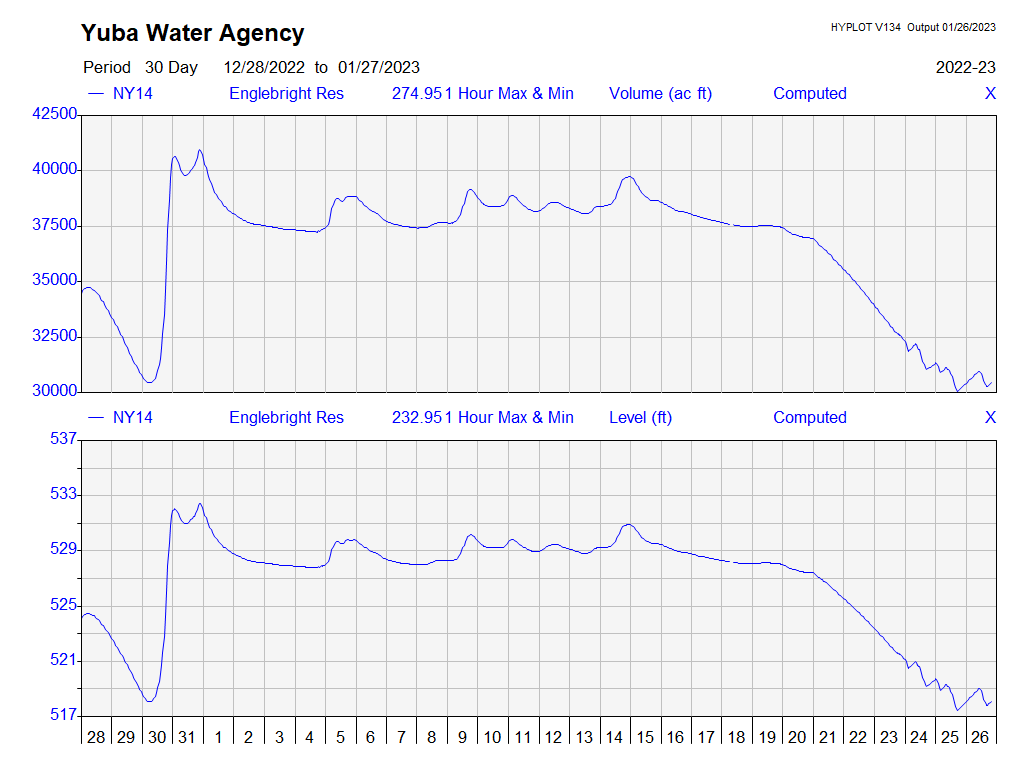 Yuba Water Agency
HYPLOT V134 Output 01/26/2023
Period 30 Day 12/28/2022 to 01/27/2023
2022-23
NY14 Englebright Res 274.951 Hour Max & Min Volume (ac ft) Computed X
42500
40000
37500
35000
32500
30000
NY14 Englebright Res 232.951 Hour Max & Min Level (ft) Computed X
537
533
529
525
521
517
28 29 30 31 1 2 3 4 5 6 7 8 9 10 11 12 13 14 15 16 17 18 19 20 21 22 23 24 25 26